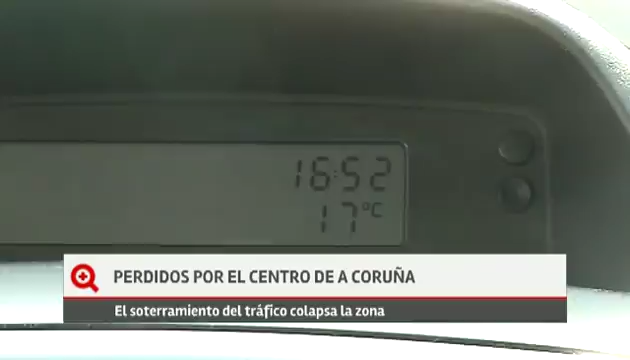 16:52
17°C
PERDIDOS POR EL CENTRO DE A CORUÑA
El soterramiento del tráfico colapsa la zona